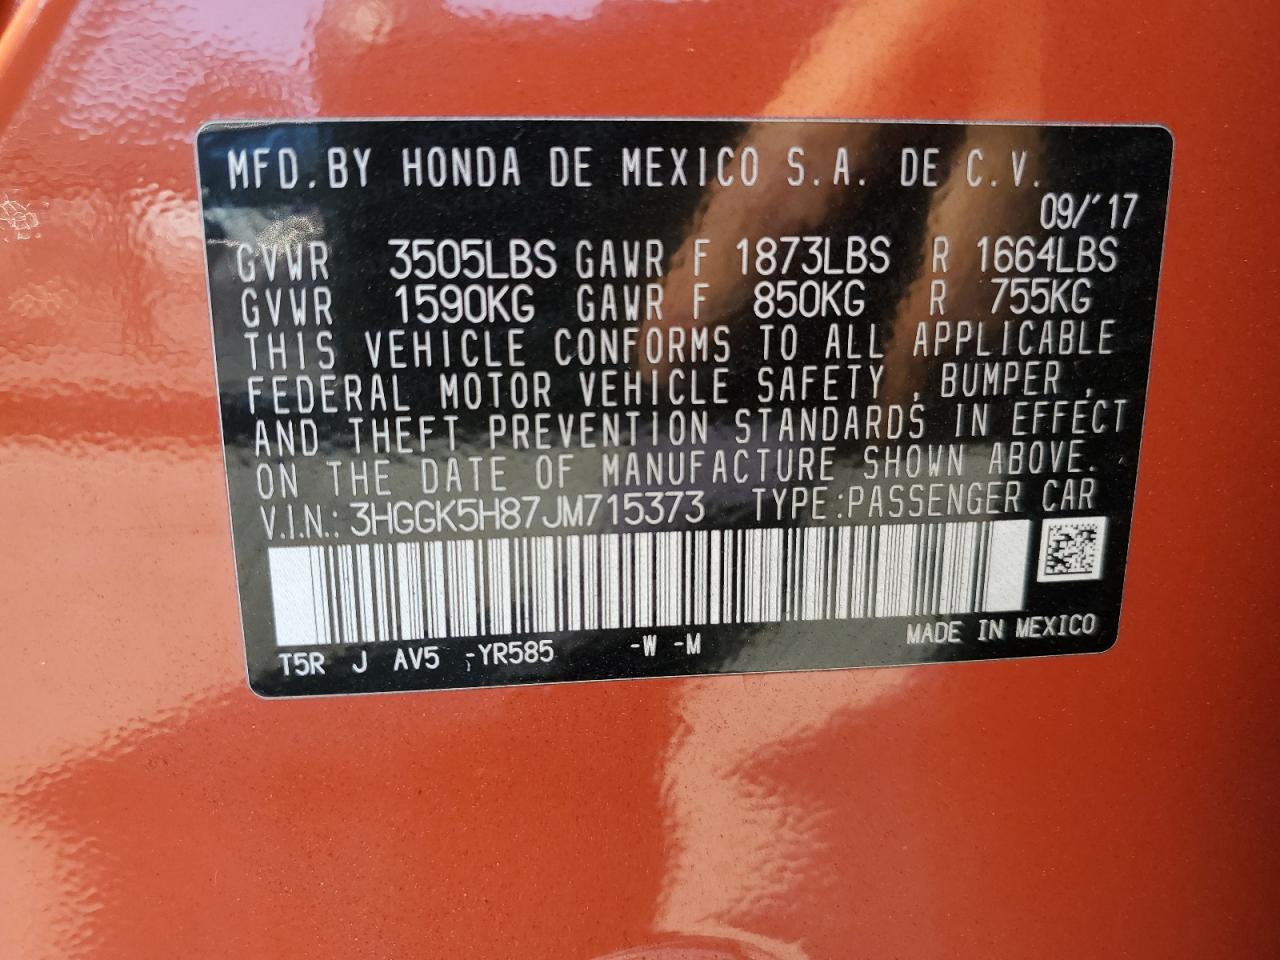 MFD. BY HONDA DE MEXICO S.A. DE C.V.
09/'17
GVWR 3505LBS GAWR F 1873LBS R 1664LBS
GVWR 1590KG GAWR F 850KG R 755KG
THIS VEHICLE CONFORMS TO ALL APPLICABLE
FEDERAL MOTOR VEHICLE SAFETY , BUMPER ,
AND THEFT PREVENTION STANDARDS IN EFFECT
ON THE DATE OF MANUFACTURE SHOWN ABOVE.
V.I.N.: 3HGGK5H87JM715373 TYPE:PASSENGER CAR
T5R J AV5 -YR585 -W -M MADE IN MEXICO